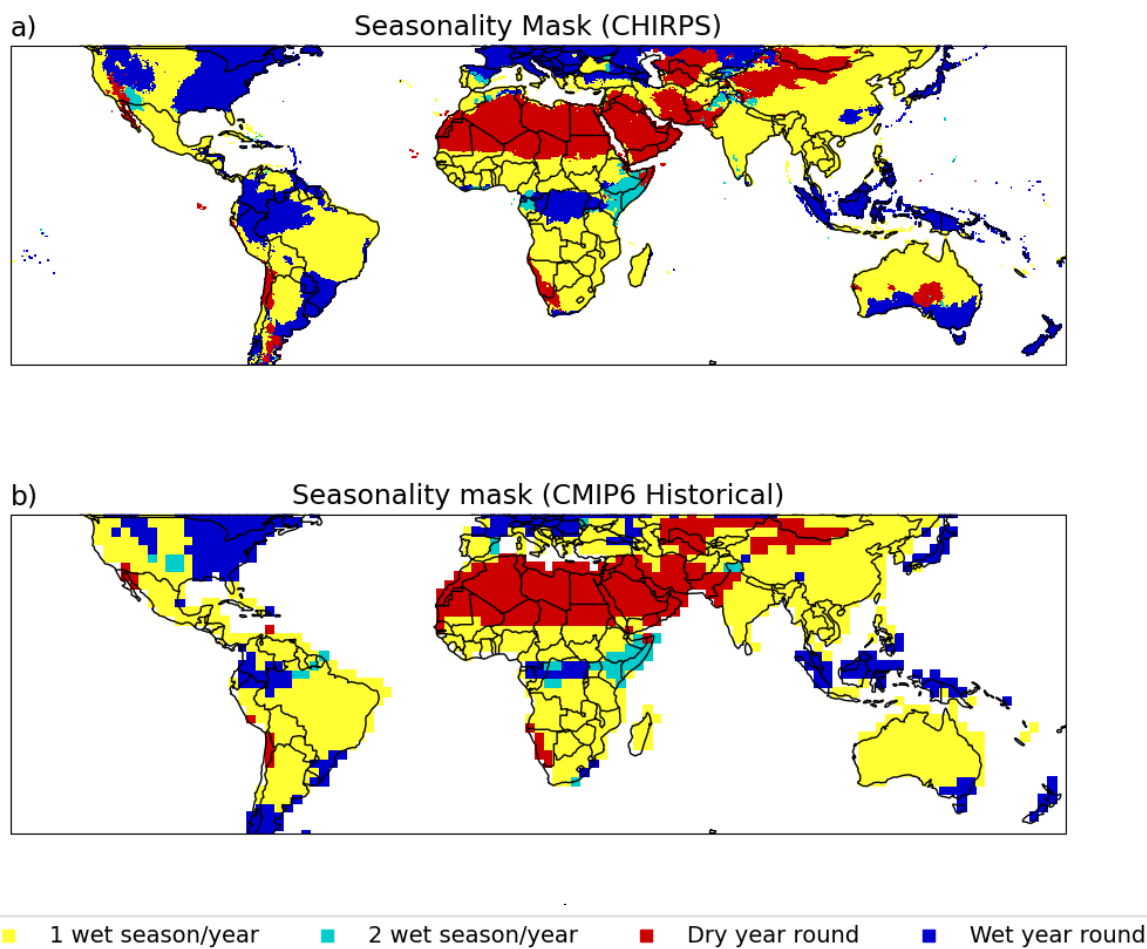 a)
Seasonality Mask (CHIRPS)
b)
Seasonality mask (CMIP6 Historical)
1 wet season/year 2 wet season/year Dry year round Wet year round